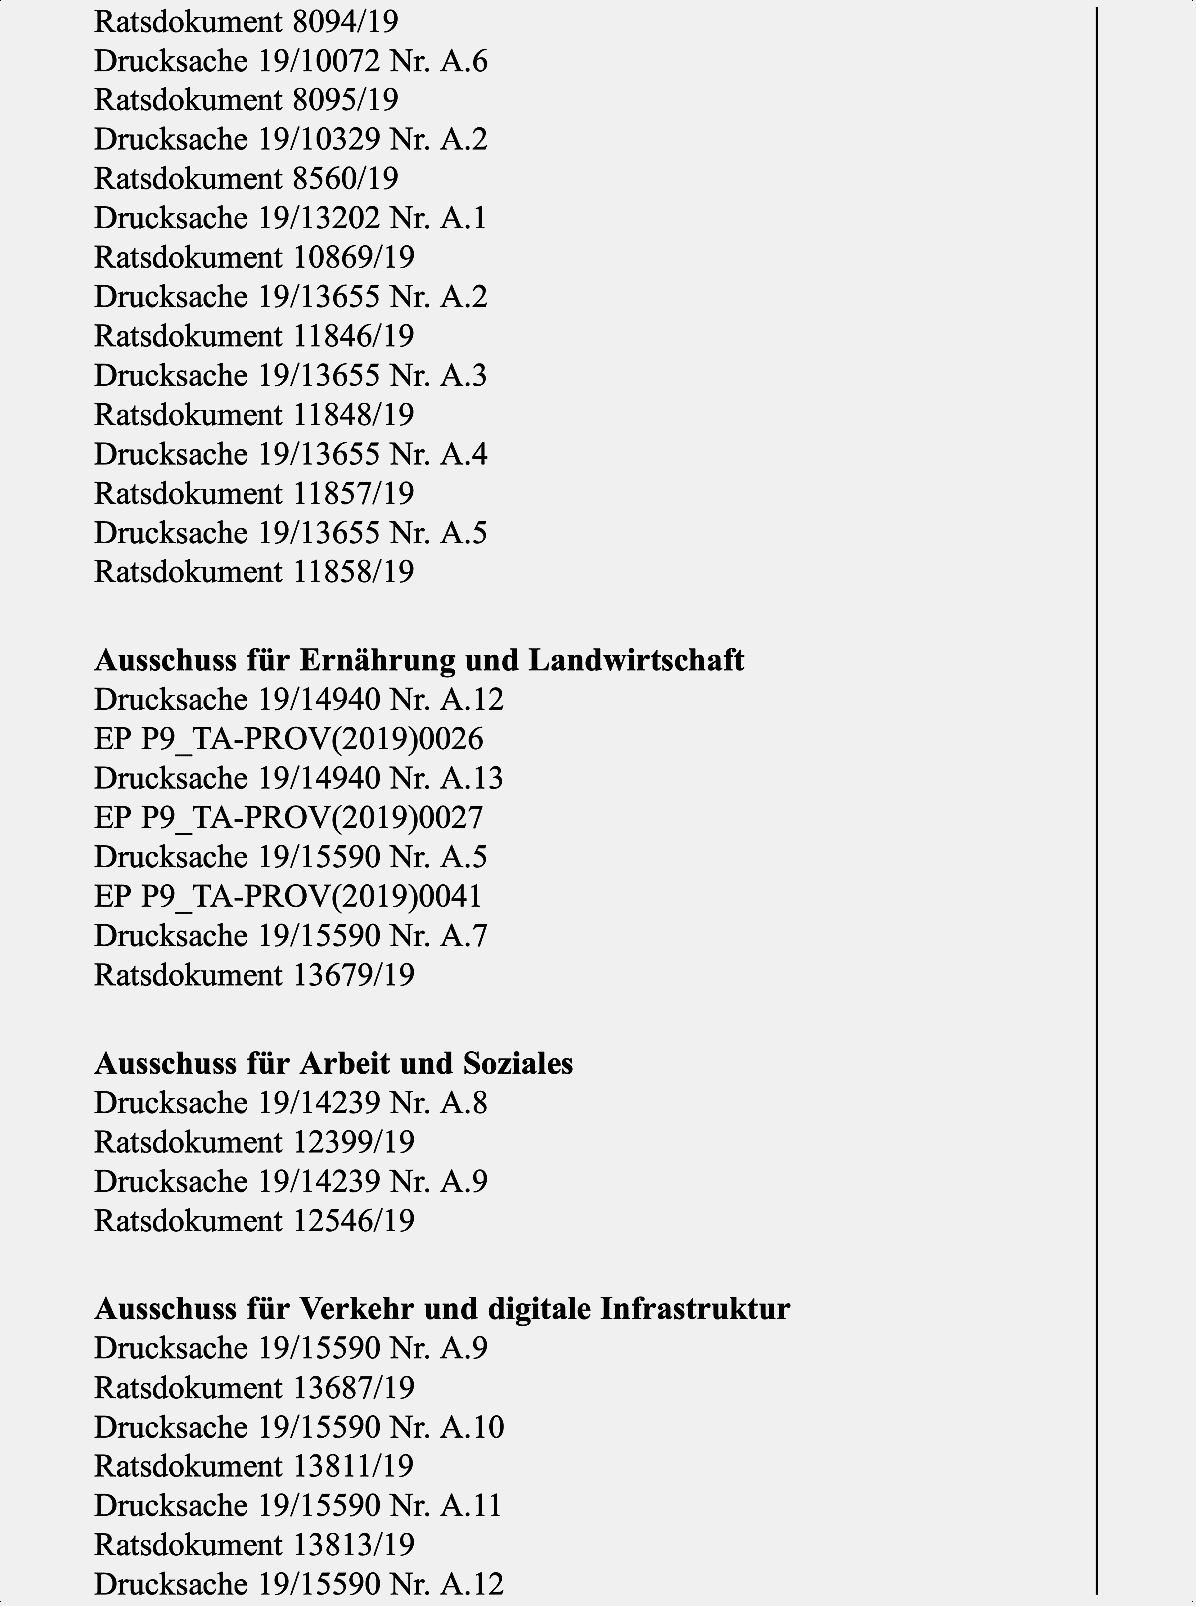 Ratsdokument 8094/19
Drucksache 19/10072 Nr. A.6
Ratsdokument 8095/19
Drucksache 19/10329 Nr. A.2
Ratsdokument 8560/19
Drucksache 19/13202 Nr. A.1
Ratsdokument 10869/19
Drucksache 19/13655 Nr. A.2
Ratsdokument 11846/19
Drucksache 19/13655 Nr. A.3
Ratsdokument 11848/19
Drucksache 19/13655 Nr. A.4
Ratsdokument 11857/19
Drucksache 19/13655 Nr. A.5
Ratsdokument 11858/19
Ausschuss für Ernährung und Landwirtschaft
Drucksache 19/14940 Nr. A.12
EP P9_TA-PROV(2019)0026
Drucksache 19/14940 Nr. A.13
EP P9_TA-PROV(2019)0027
Drucksache 19/15590 Nr. A.5
EP P9_TA-PROV(2019)0041
Drucksache 19/15590 Nr. A.7
Ratsdokument 13679/19
Ausschuss für Arbeit und Soziales
Drucksache 19/14239 Nr. A.8
Ratsdokument 12399/19
Drucksache 19/14239 Nr. A.9
Ratsdokument 12546/19
Ausschuss für Verkehr und digitale Infrastruktur
Drucksache 19/15590 Nr. A.9
Ratsdokument 13687/19
Drucksache 19/15590 Nr. A.10
Ratsdokument 13811/19
Drucksache 19/15590 Nr. A.11
Ratsdokument 13813/19
Drucksache 19/15590 Nr. A.12